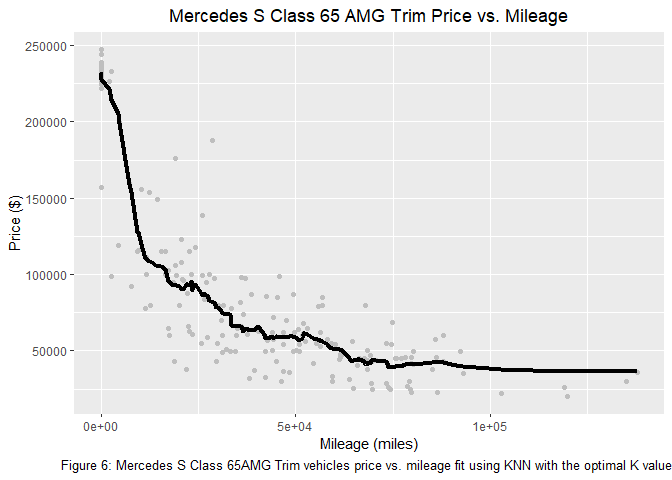 Mercedes S Class 65 AMG Trim Price vs. Mileage
250000
200000
150000
100000
50000
Price ($)
0e+00
5e+04
1e+05
Mileage (miles)
Figure 6: Mercedes S Class 65AMG Trim vehicles price vs. mileage fit using KNN with the optimal K value